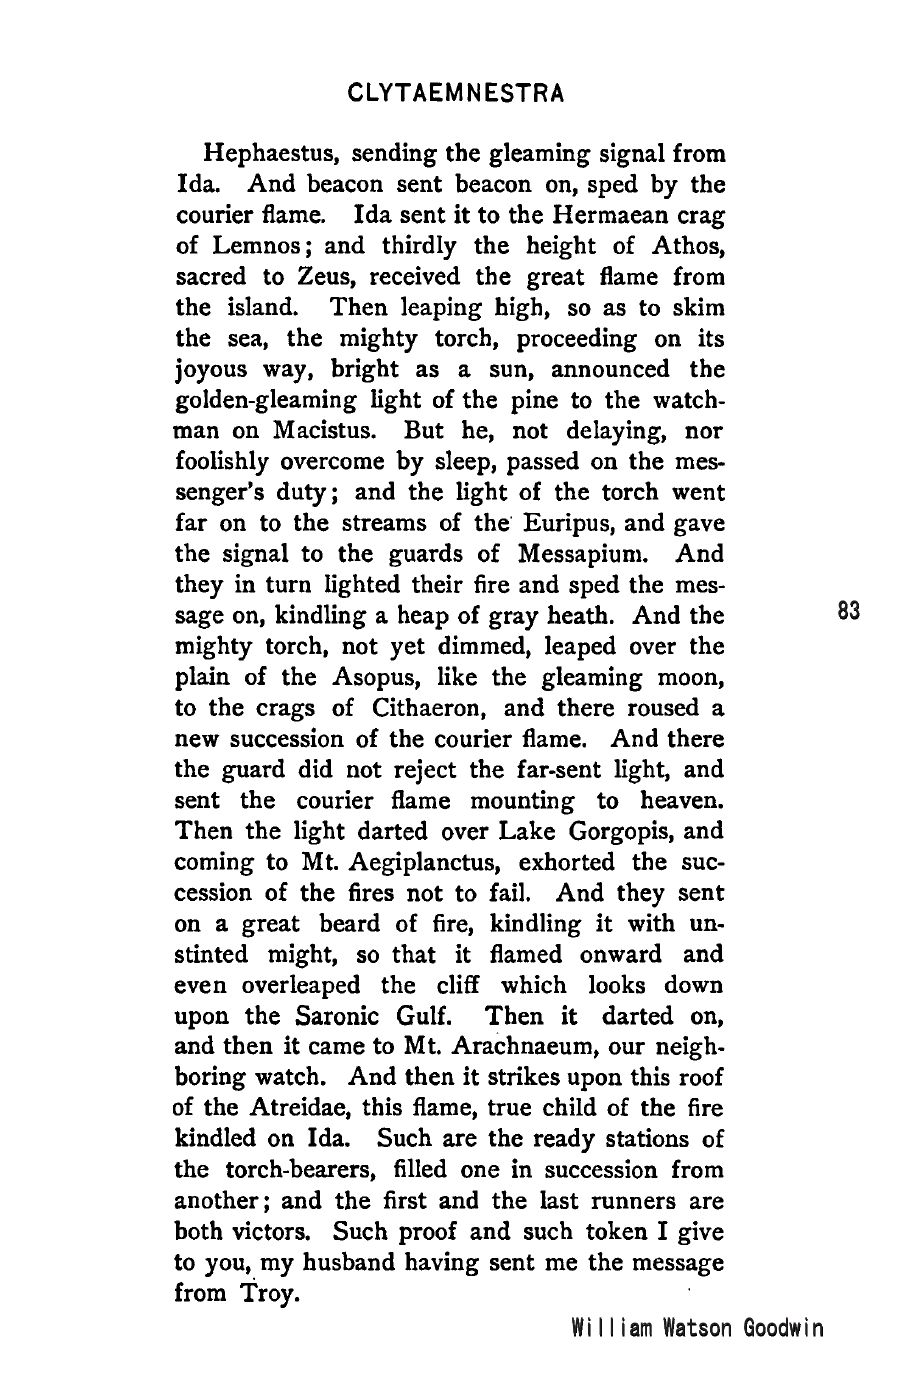 CLYTAEMNESTRA
Hephaestus, sending the gleaming signal from
Ida. And beacon sent beacon on, sped by the
courier flame. Ida sent it to the Hermaean crag
of Lemnos; and thirdly the height of Athos,
sacred to Zeus, received the great flame from
the island. Then leaping high, so as to skim
the sea, the mighty torch, proceeding on its
joyous way, bright as a sun, announced the
golden-gleaming light of the pine to the watch-
man on Macistus. But he, not delaying, nor
foolishly overcome by sleep, passed on the mes-
senger's duty; and the light of the torch went
far on to the streams of the Euripus, and gave
the signal to the guards of Messapium. And
they in turn lighted their fire and sped the mes-
sage on, kindling a heap of gray heath. And the
83
mighty torch, not yet dimmed, leaped over the
plain of the Asopus, like the gleaming moon,
to the crags of Cithaeron, and there roused a
new succession of the courier flame. And there
the guard did not reject the far-sent light, and
sent the courier flame mounting to heaven.
Then the light darted over Lake Gorgopis, and
coming to Mt. Aegiplanctus, exhorted the suc-
cession of the fires not to fail. And they sent
on a great beard of fire, kindling it with un-
stinted might, so that it flamed onward and
even overleaped the cliff which looks down
upon the Saronic Gulf. Then it darted on,
and then it came to Mt. Arachnaeum, our neigh-
boring watch. And then it strikes upon this roof
of the Atreidae, this flame, true child of the fire
kindled on Ida. Such are the ready stations of
the torch-bearers, filled one in succession from
another; and the first and the last runners are
both victors. Such proof and such token I give
to you, my husband having sent me the message
from Troy.
William Watson Goodwin